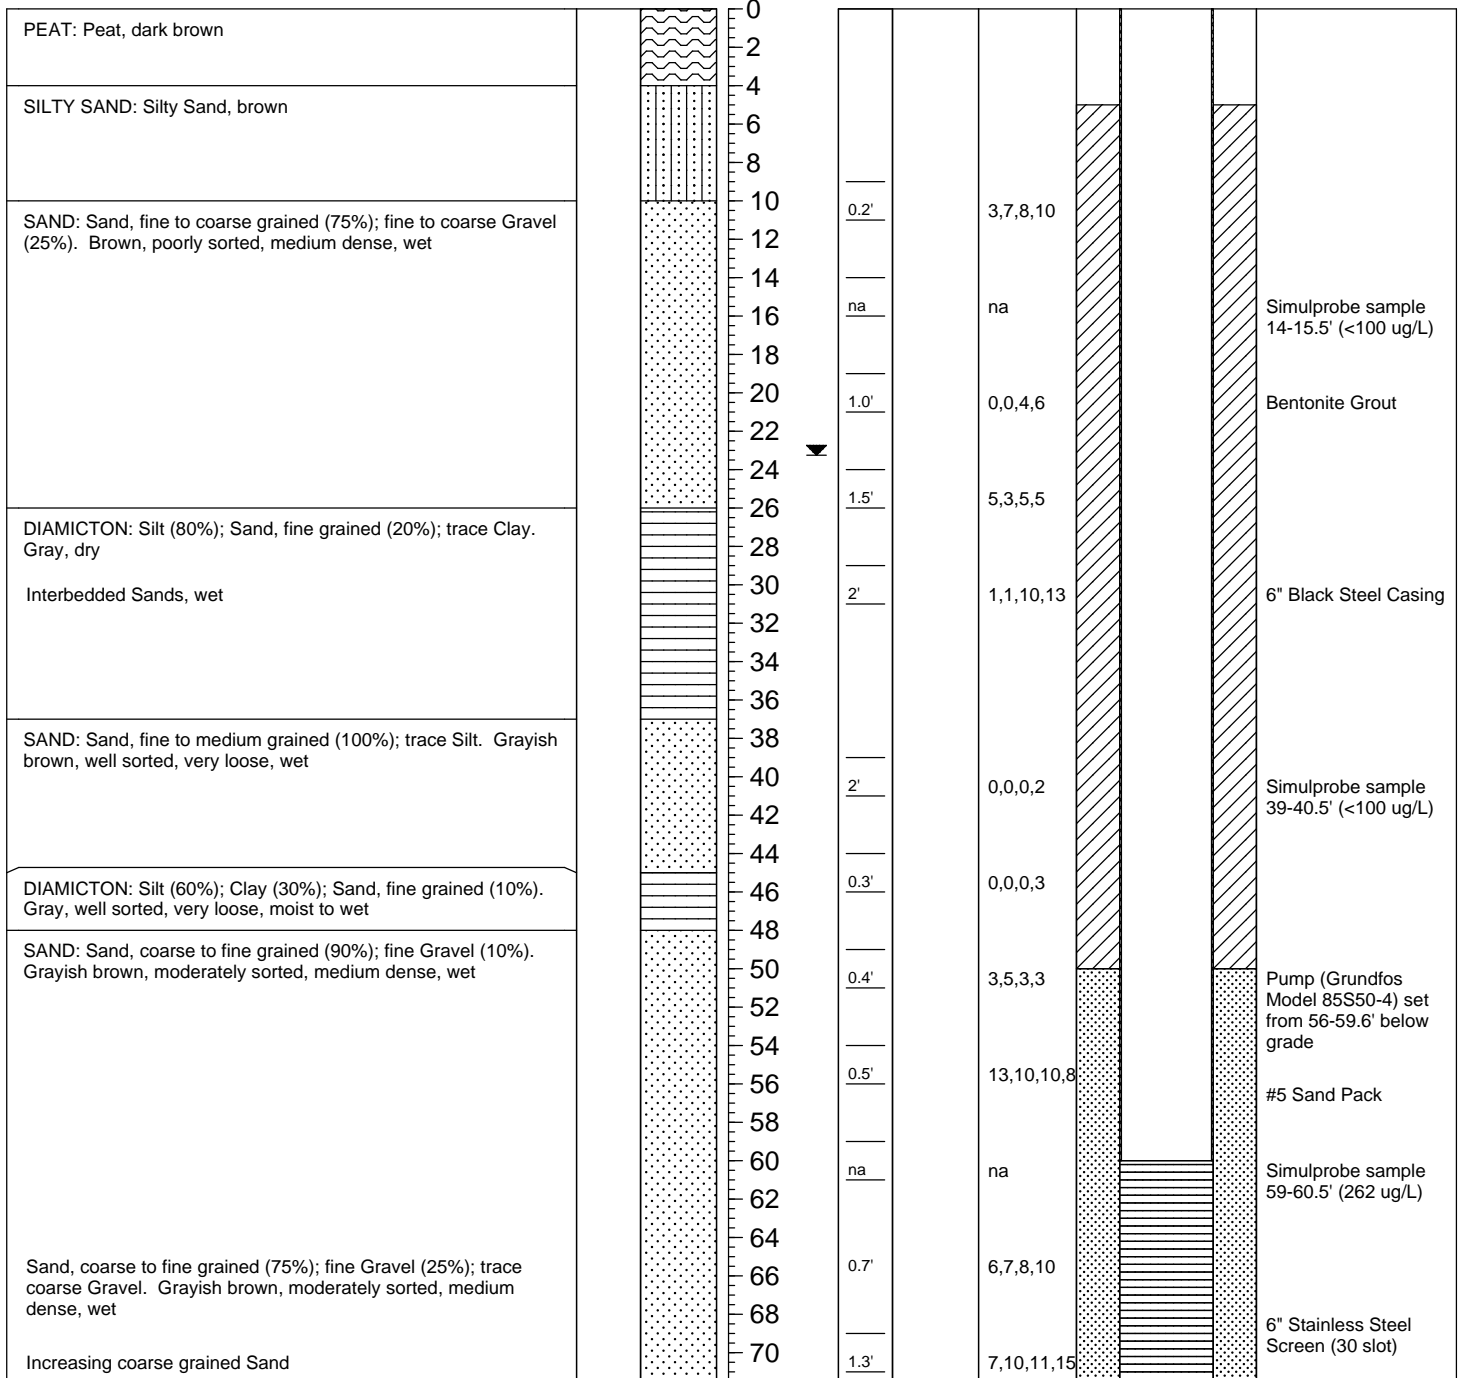 PEAT: Peat, dark brown
SILTY SAND: Silty Sand, brown
SAND: Sand, fine to coarse grained (75%); fine to coarse Gravel
(25%).  Brown, poorly sorted, medium dense, wet
DIAMICTON: Silt (80%); Sand, fine grained (20%); trace Clay.
Gray, dry
Interbedded Sands, wet
SAND: Sand, fine to medium grained (100%); trace Silt.  Grayish
brown, well sorted, very loose, wet
DIAMICTON: Silt (60%); Clay (30%); Sand, fine grained (10%).
Gray, well sorted, very loose, moist to wet
SAND: Sand, coarse to fine grained (90%); fine Gravel (10%).
Grayish brown, moderately sorted, medium dense, wet
Sand, coarse to fine grained (75%); fine Gravel (25%); trace
coarse Gravel.  Grayish brown, moderately sorted, medium
dense, wet
Increasing coarse grained Sand
0
2
4
6
8
10
12
14
16
18
20
22
24
26
28
30
32
34
36
38
40
42
44
46
48
50
52
54
56
58
60
62
64
66
68
70
0.2'
na
1.0'
1.5'
2'
2'
0.3'
0.4'
0.5'
na
0.7'
1.3'
3,7,8,10
na
0,0,4,6
5,3,5,5
1,1,10,13
0,0,0,2
0,0,0,3
3,5,3,3
13,10,10,8
na
6,7,8,10
7,10,11,15
Simulprobe sample
14-15.5' (<100 ug/L)
Bentonite Grout
6" Black Steel Casing
Simulprobe sample
39-40.5' (<100 ug/L)
Pump (Grundfos
Model 85S50-4) set
from 56-59.6' below
grade
#5 Sand Pack
Simulprobe sample
59-60.5' (262 ug/L)
6" Stainless Steel
Screen (30 slot)